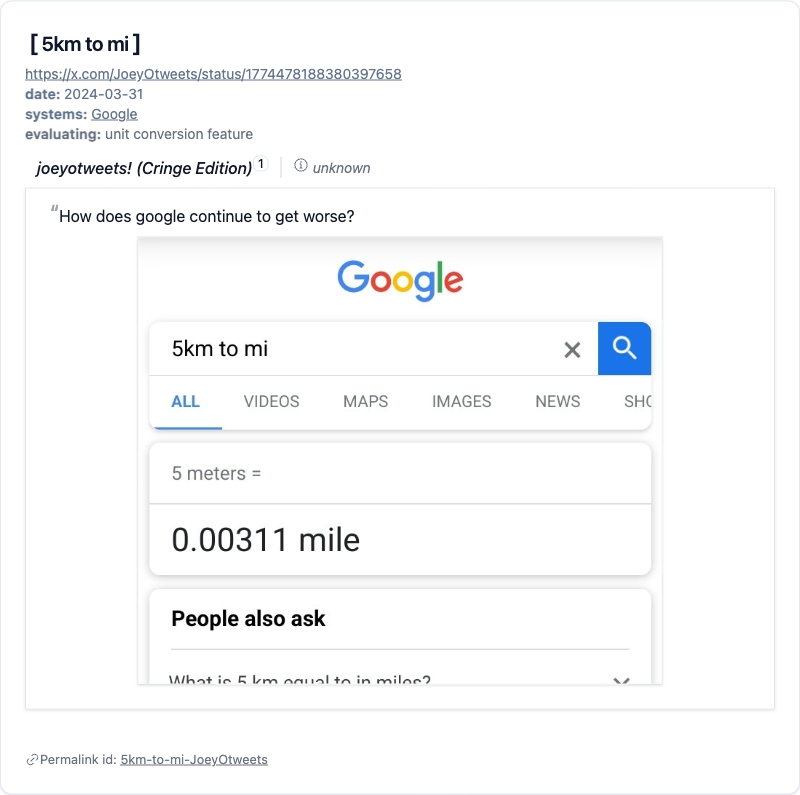 [ 5km to mi ]
https://x.com/JoeyOtweets/status/1774478188380397658
date: 2024-03-31
systems: Google
evaluating: unit conversion feature
joeyotweets! (Cringe Edition) 1 unknown
“How does google continue to get worse?
Google
5km to mi
ALL VIDEOS MAPS IMAGES NEWS SHO
5 meters =
0.00311 mile
People also ask
What is 5 km equal to in miles?
Permalink id: 5km-to-mi-JoeyOtweets